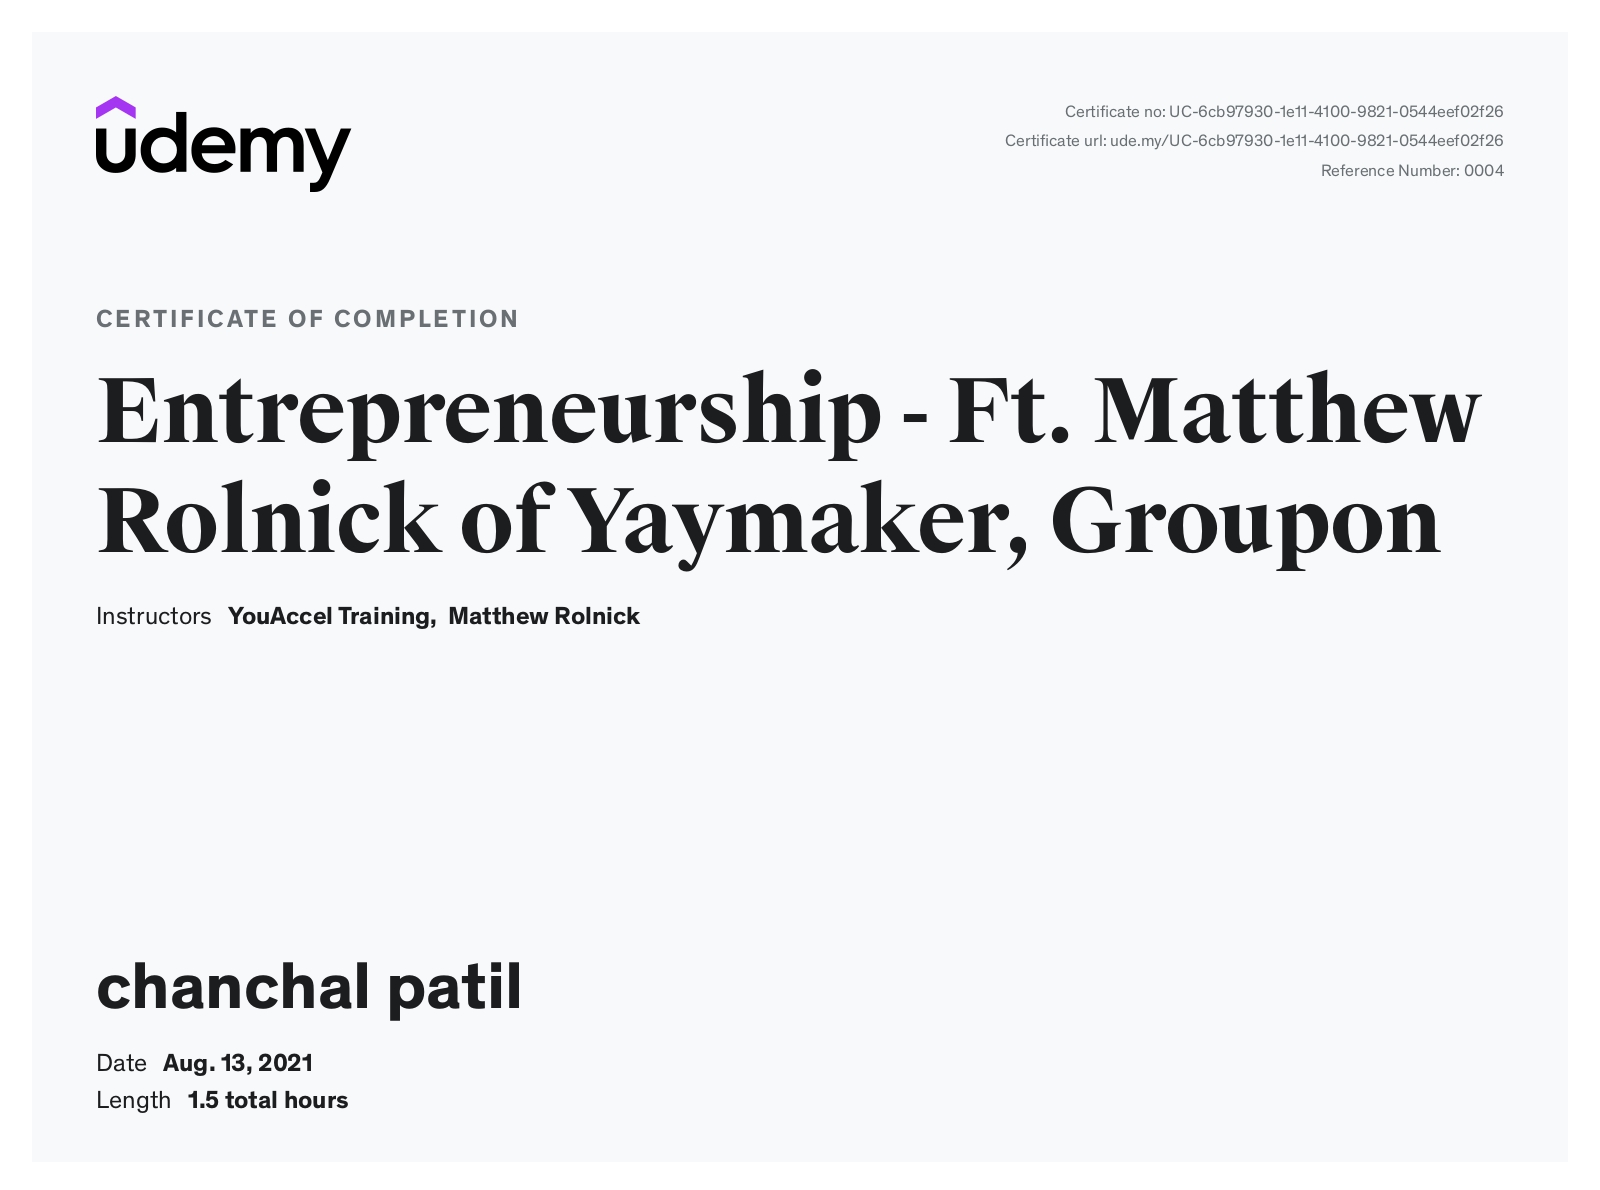 udemy
Certificate no: UC-6cb97930-1e11-4100-9821-0544eef02f26
Certificate url: ude.my/UC-6cb97930-1e11-4100-9821-0544eef02f26
Reference Number: 0004
CERTIFICATE OF COMPLETION
Entrepreneurship - Ft. Matthew
Rolnick of Yaymaker, Groupon
Instructors YouAccel Training, Matthew Rolnick
chanchal patil
Date Aug. 13, 2021
Length 1.5 total hours